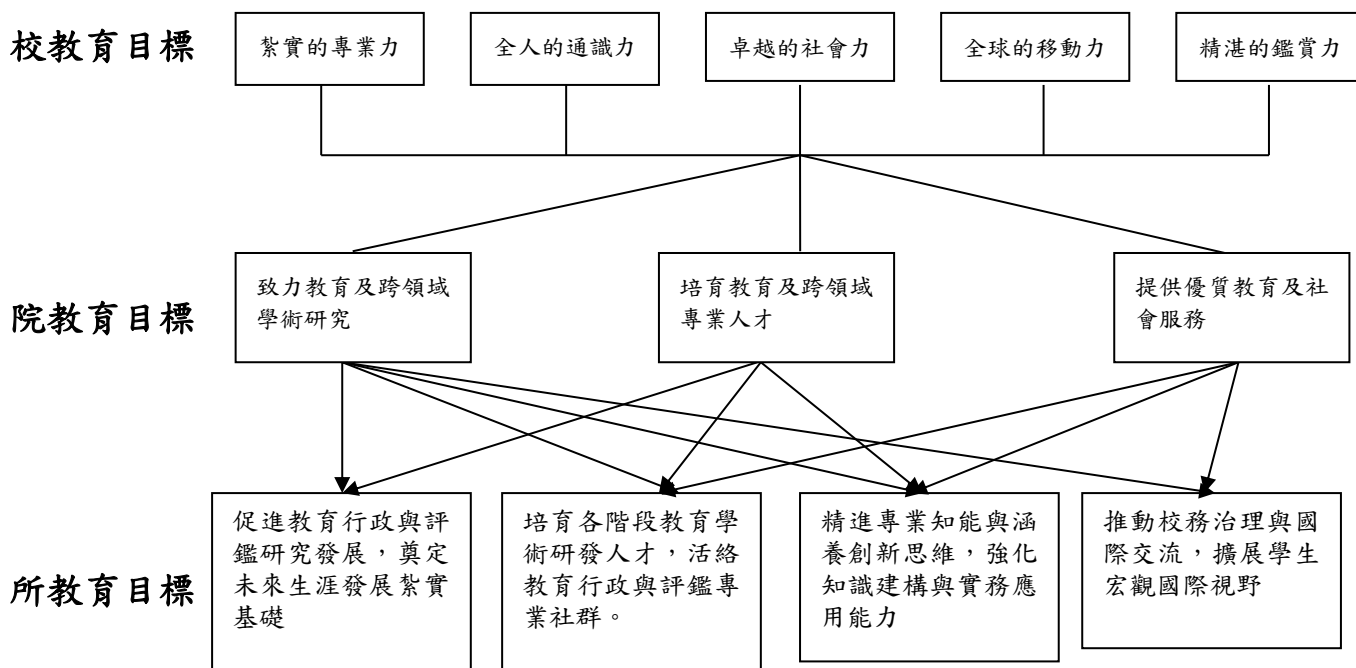 校教育目標
紮實的專業力
全人的通識力
卓越的社會力
全球的移動力
精湛的鑑賞力
院教育目標
致力教育及跨領域
學術研究
培育教育及跨領域
專業人才
提供優質教育及社
會服務
所教育目標
促進教育行政與評
鑑研究發展，奠定
未來生涯發展紮實
基礎
培育各階段教育學
術研發人才，活絡
教育行政與評鑑專
業社群。
精進專業知能與涵
養創新思維，強化
知識建構與實務應
用能力
推動校務治理與國
際交流，擴展學生
宏觀國際視野